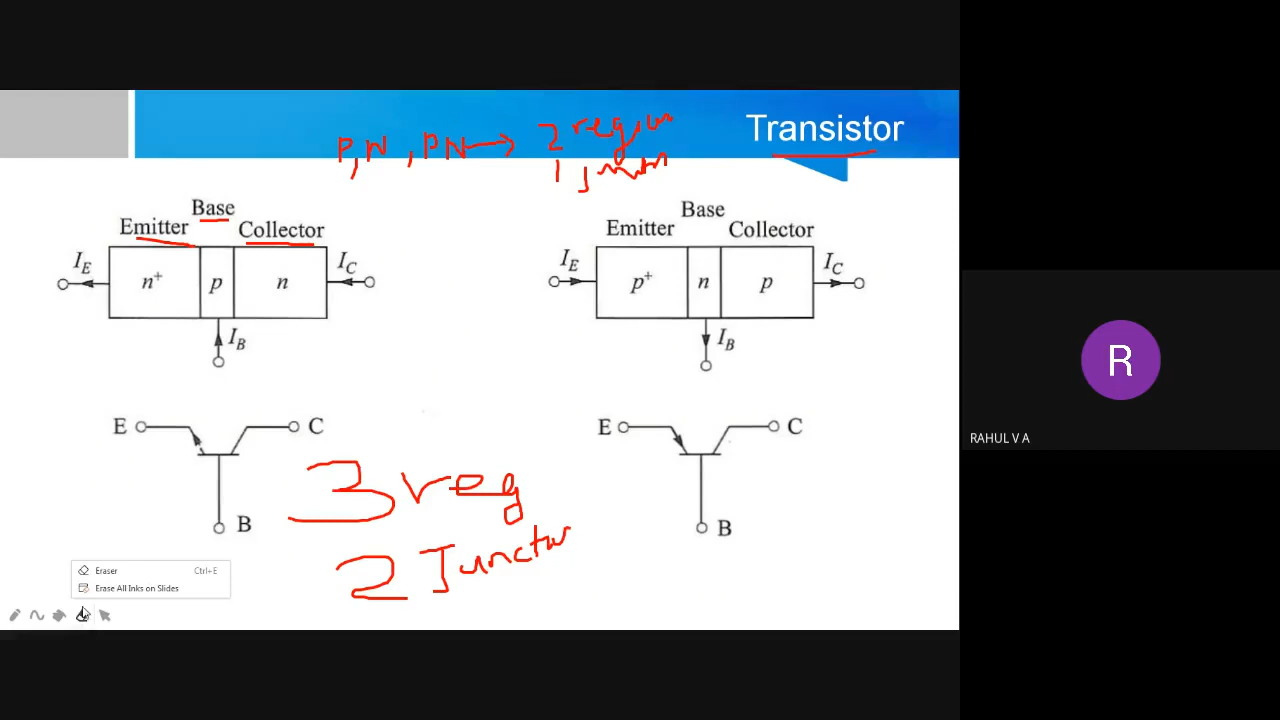 Transistor
P,N , PN → 2 region
1
Base
Emitter
Collector
I_E
n⁺
p
n
I_C
I_B
Base
Emitter
Collector
I_E
p⁺
n
p
I_C
I_B
E
C
B
E
C
B
3 reg
2 Junction
Eraser Ctrl+E
Erase All Inks on Slides
R
RAHUL V A